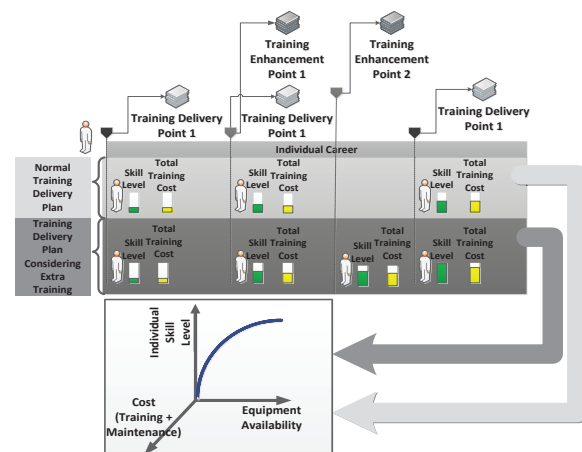 Training
Enhancement
Point 1
Training
Enhancement
Point 2
Training Delivery
Point 1
Training Delivery
Point 1
Training Delivery
Point 1
Individual Career
Normal
Training
Delivery
Plan
Skill
Level
Total
Training
Cost
Skill
Level
Total
Training
Cost
Skill
Level
Total
Training
Cost
Training
Delivery
Plan
Considering
Extra
Training
Skill
Level
Total
Training
Cost
Skill
Level
Total
Training
Cost
Skill
Level
Total
Training
Cost
Skill
Level
Total
Training
Cost
Individual
Skill
Level
Cost
(Training +
Maintenance)
Equipment
Availability